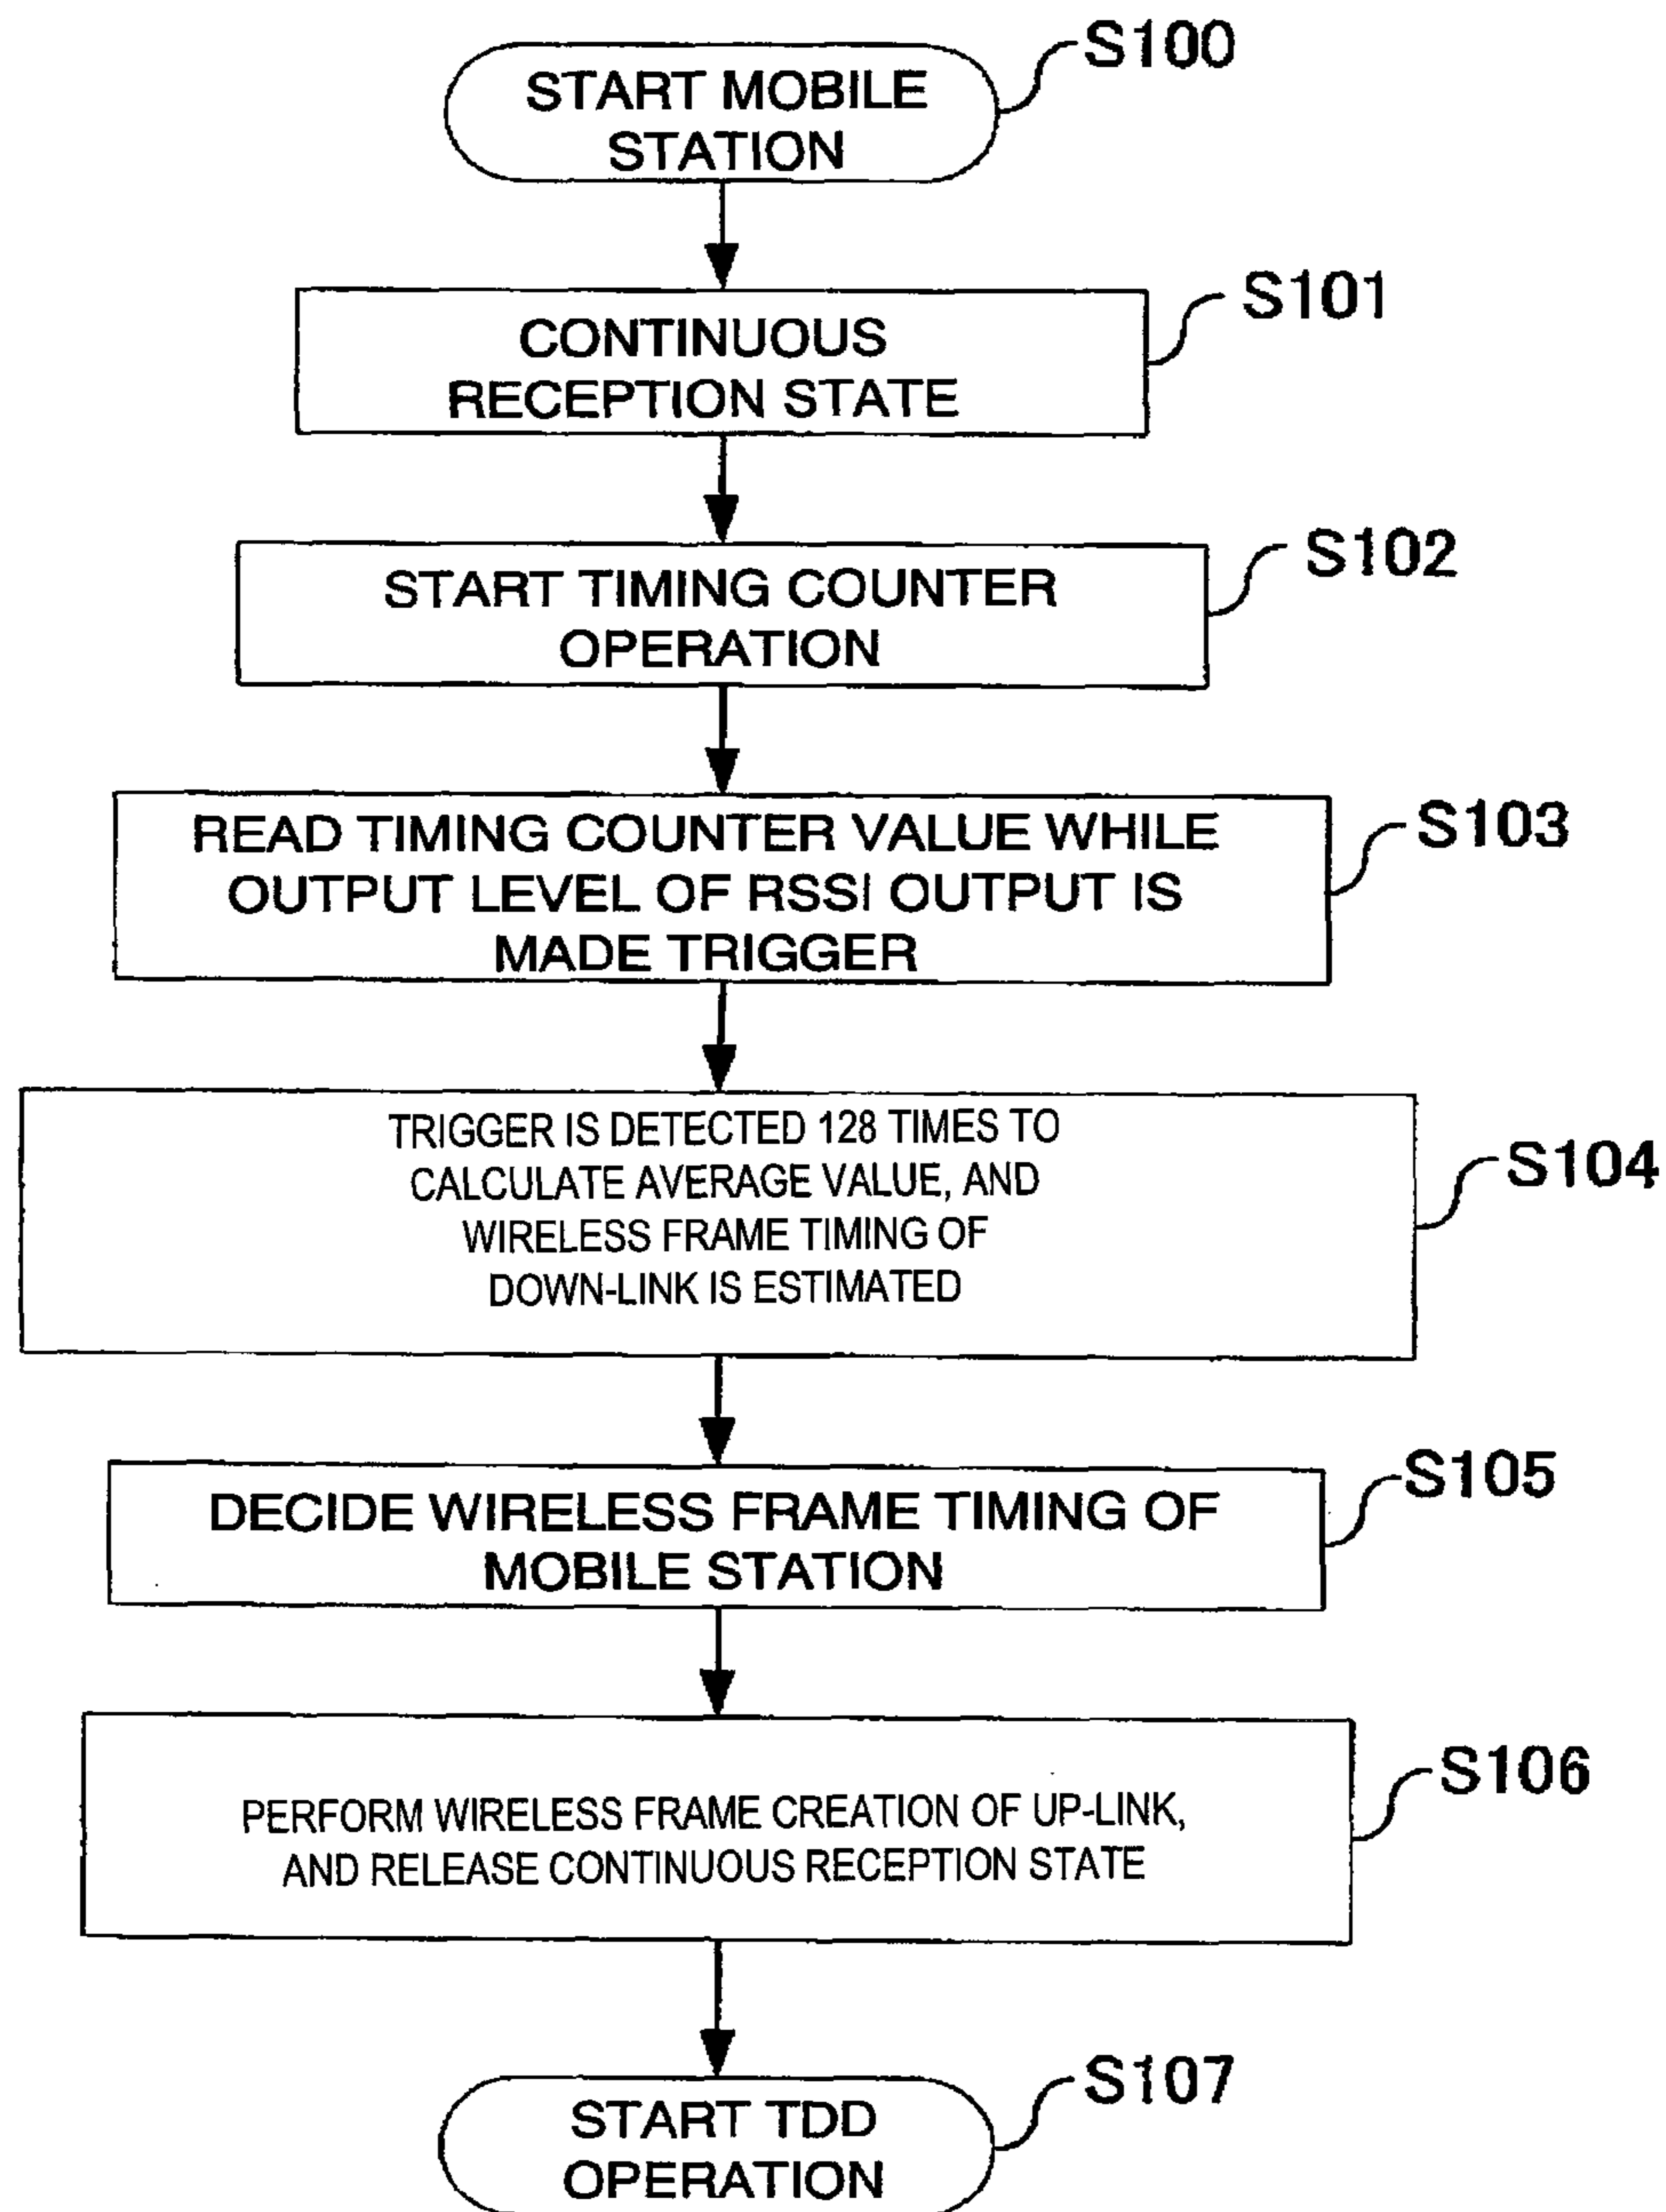 START MOBILE
STATION
S100
CONTINUOUS
RECEPTION STATE
S101
START TIMING COUNTER
OPERATION
S102
READ TIMING COUNTER VALUE WHILE
OUTPUT LEVEL OF RSSI OUTPUT IS
MADE TRIGGER
S103
TRIGGER IS DETECTED 128 TIMES TO
CALCULATE AVERAGE VALUE, AND
WIRELESS FRAME TIMING OF
DOWN-LINK IS ESTIMATED
S104
DECIDE WIRELESS FRAME TIMING OF
MOBILE STATION
S105
PERFORM WIRELESS FRAME CREATION OF UP-LINK,
AND RELEASE CONTINUOUS RECEPTION STATE
S106
START TDD
OPERATION
S107